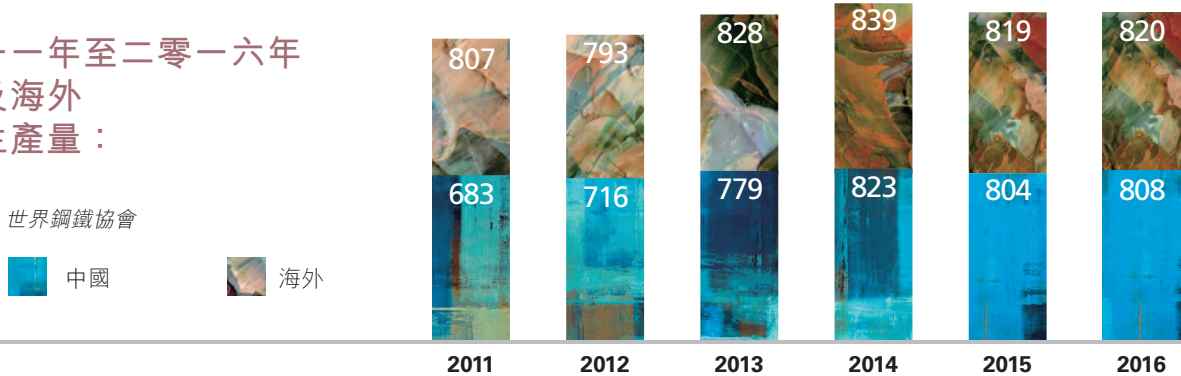 一一年至二零一六年
及海外
生產量：
世界鋼鐵協會
中國
海外
807 793 828 839 819 820
683 716 779 823 804 808
2011 2012 2013 2014 2015 2016